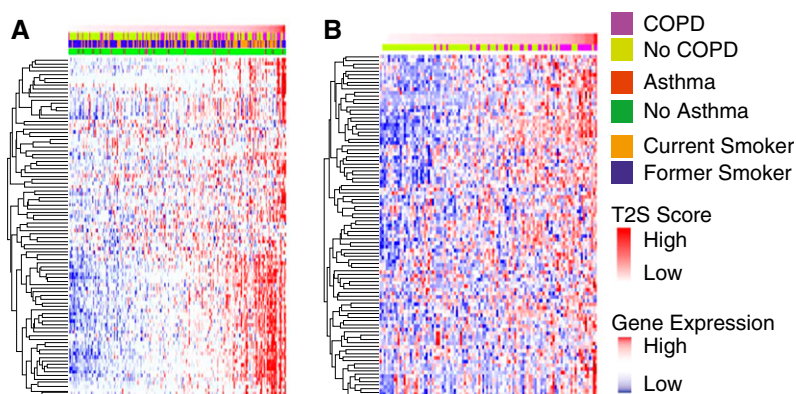 A
B
COPD
No COPD
Asthma
No Asthma
Current Smoker
Former Smoker
T2S Score
High
Low
Gene Expression
High
Low